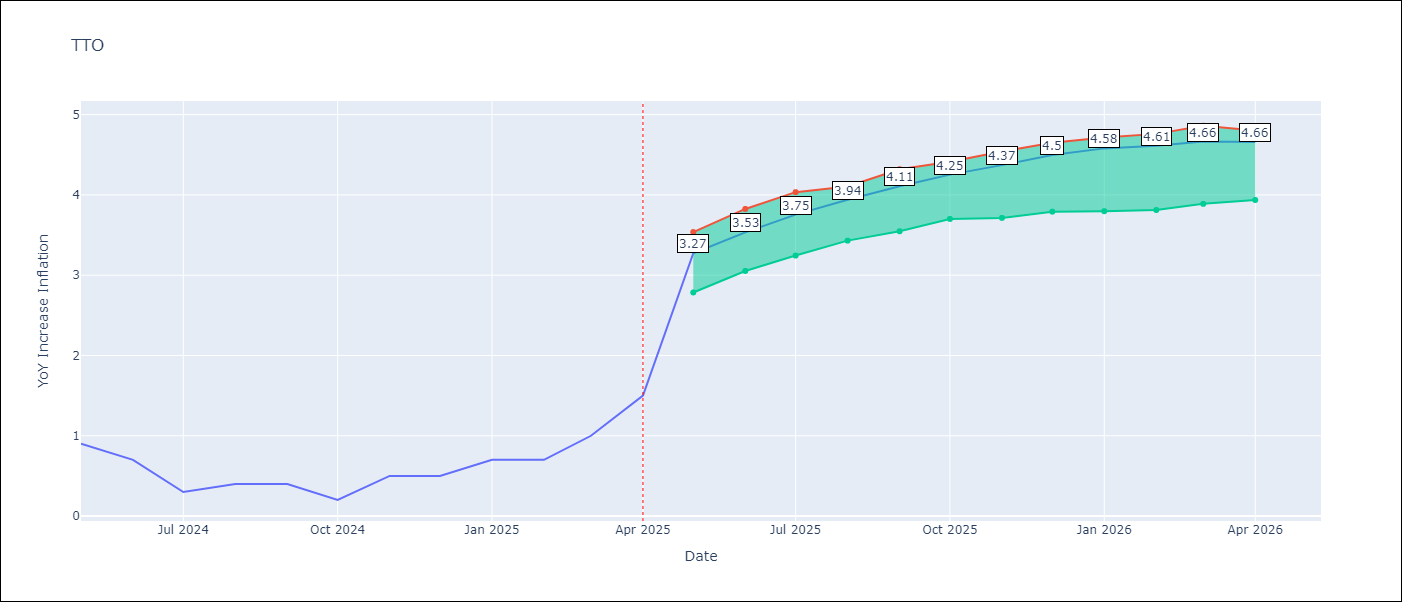 TTO
YoY Increase Inflation
5
4
3
2
1
0
3.27
3.53
3.75
3.94
4.11
4.25
4.37
4.5
4.58
4.61
4.66
4.66
Jul 2024
Oct 2024
Jan 2025
Apr 2025
Jul 2025
Oct 2025
Jan 2026
Apr 2026
Date